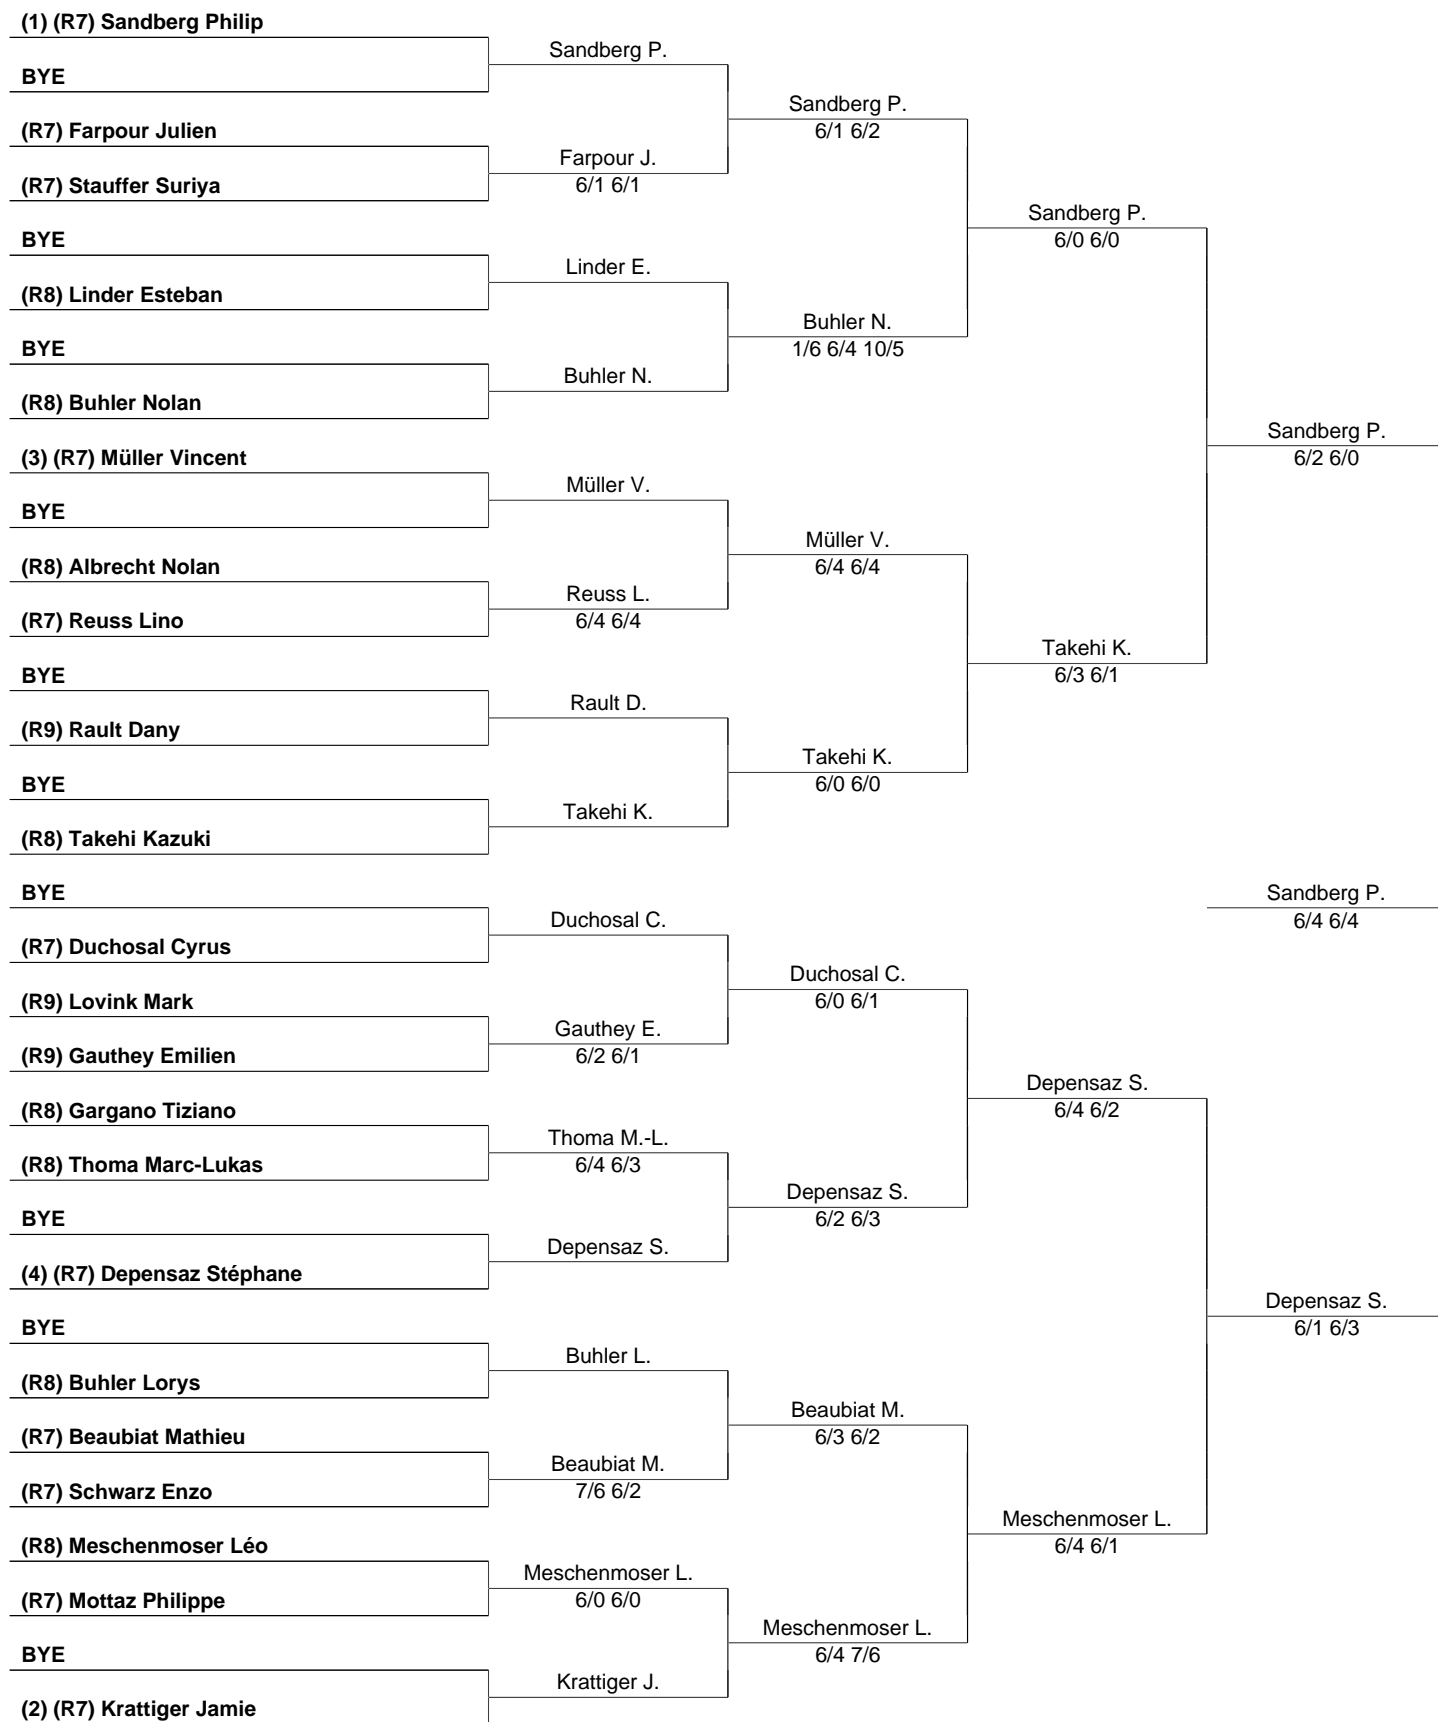 (1) (R7) Sandberg Philip
BYE
(R7) Farpour Julien
(R7) Stauffer Suriya
BYE
(R8) Linder Esteban
BYE
(R8) Buhler Nolan
(3) (R7) Müller Vincent
BYE
(R8) Albrecht Nolan
(R7) Reuss Lino
BYE
(R9) Rault Dany
BYE
(R8) Takehi Kazuki
BYE
(R7) Duchosal Cyrus
(R9) Lovink Mark
(R9) Gauthey Emilien
(R8) Gargano Tiziano
(R8) Thoma Marc-Lukas
BYE
(4) (R7) Depensaz Stéphane
BYE
(R8) Buhler Lorys
(R7) Beaubiat Mathieu
(R7) Schwarz Enzo
(R8) Meschenmoser Léo
(R7) Mottaz Philippe
BYE
(2) (R7) Krattiger Jamie
Sandberg P.
Farpour J.
6/1 6/1
Linder E.
Buhler N.
Müller V.
Reuss L.
6/4 6/4
Rault D.
Takehi K.
Duchosal C.
Gauthey E.
6/2 6/1
Thoma M.-L.
6/4 6/3
Depensaz S.
Buhler L.
Beaubiat M.
7/6 6/2
Meschenmoser L.
6/0 6/0
Krattiger J.
Sandberg P.
6/1 6/2
Buhler N.
1/6 6/4 10/5
Müller V.
6/4 6/4
Takehi K.
6/0 6/0
Duchosal C.
6/0 6/1
Depensaz S.
6/2 6/3
Beaubiat M.
6/3 6/2
Meschenmoser L.
6/4 7/6
Sandberg P.
6/0 6/0
Takehi K.
6/3 6/1
Depensaz S.
6/4 6/2
Meschenmoser L.
6/4 6/1
Sandberg P.
6/2 6/0
Sandberg P.
6/4 6/4
Depensaz S.
6/1 6/3